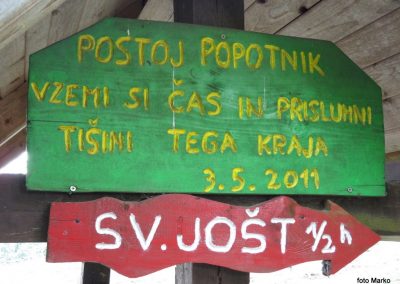 POSTOJ POPOTNIK
VZEMI SI ČAS IN PRISLUHNI
TIŠINI TEGA KRAJA
3.5.2011
SV. JOŠT 1/2 h
foto Marko